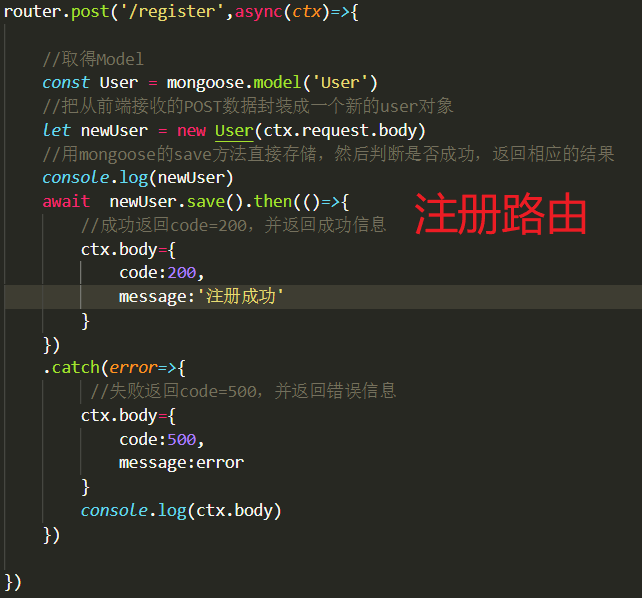 router.post('/register',async(ctx)=>{
//取得Model
const User = mongoose.model('User')
//把从前端接收的POST数据封装成一个新的user对象
let newUser = new User(ctx.request.body)
//用mongoose的save方法直接存储，然后判断是否成功，返回相应的结果
console.log(newUser)
await  newUser.save().then(()=>{
注册路由
//成功返回code=200，并返回成功信息
ctx.body={
code:200,
message:'注册成功'
}
})
.catch(error=>{
//失败返回code=500，并返回错误信息
ctx.body={
code:500,
message:error
}
console.log(ctx.body)
})
})